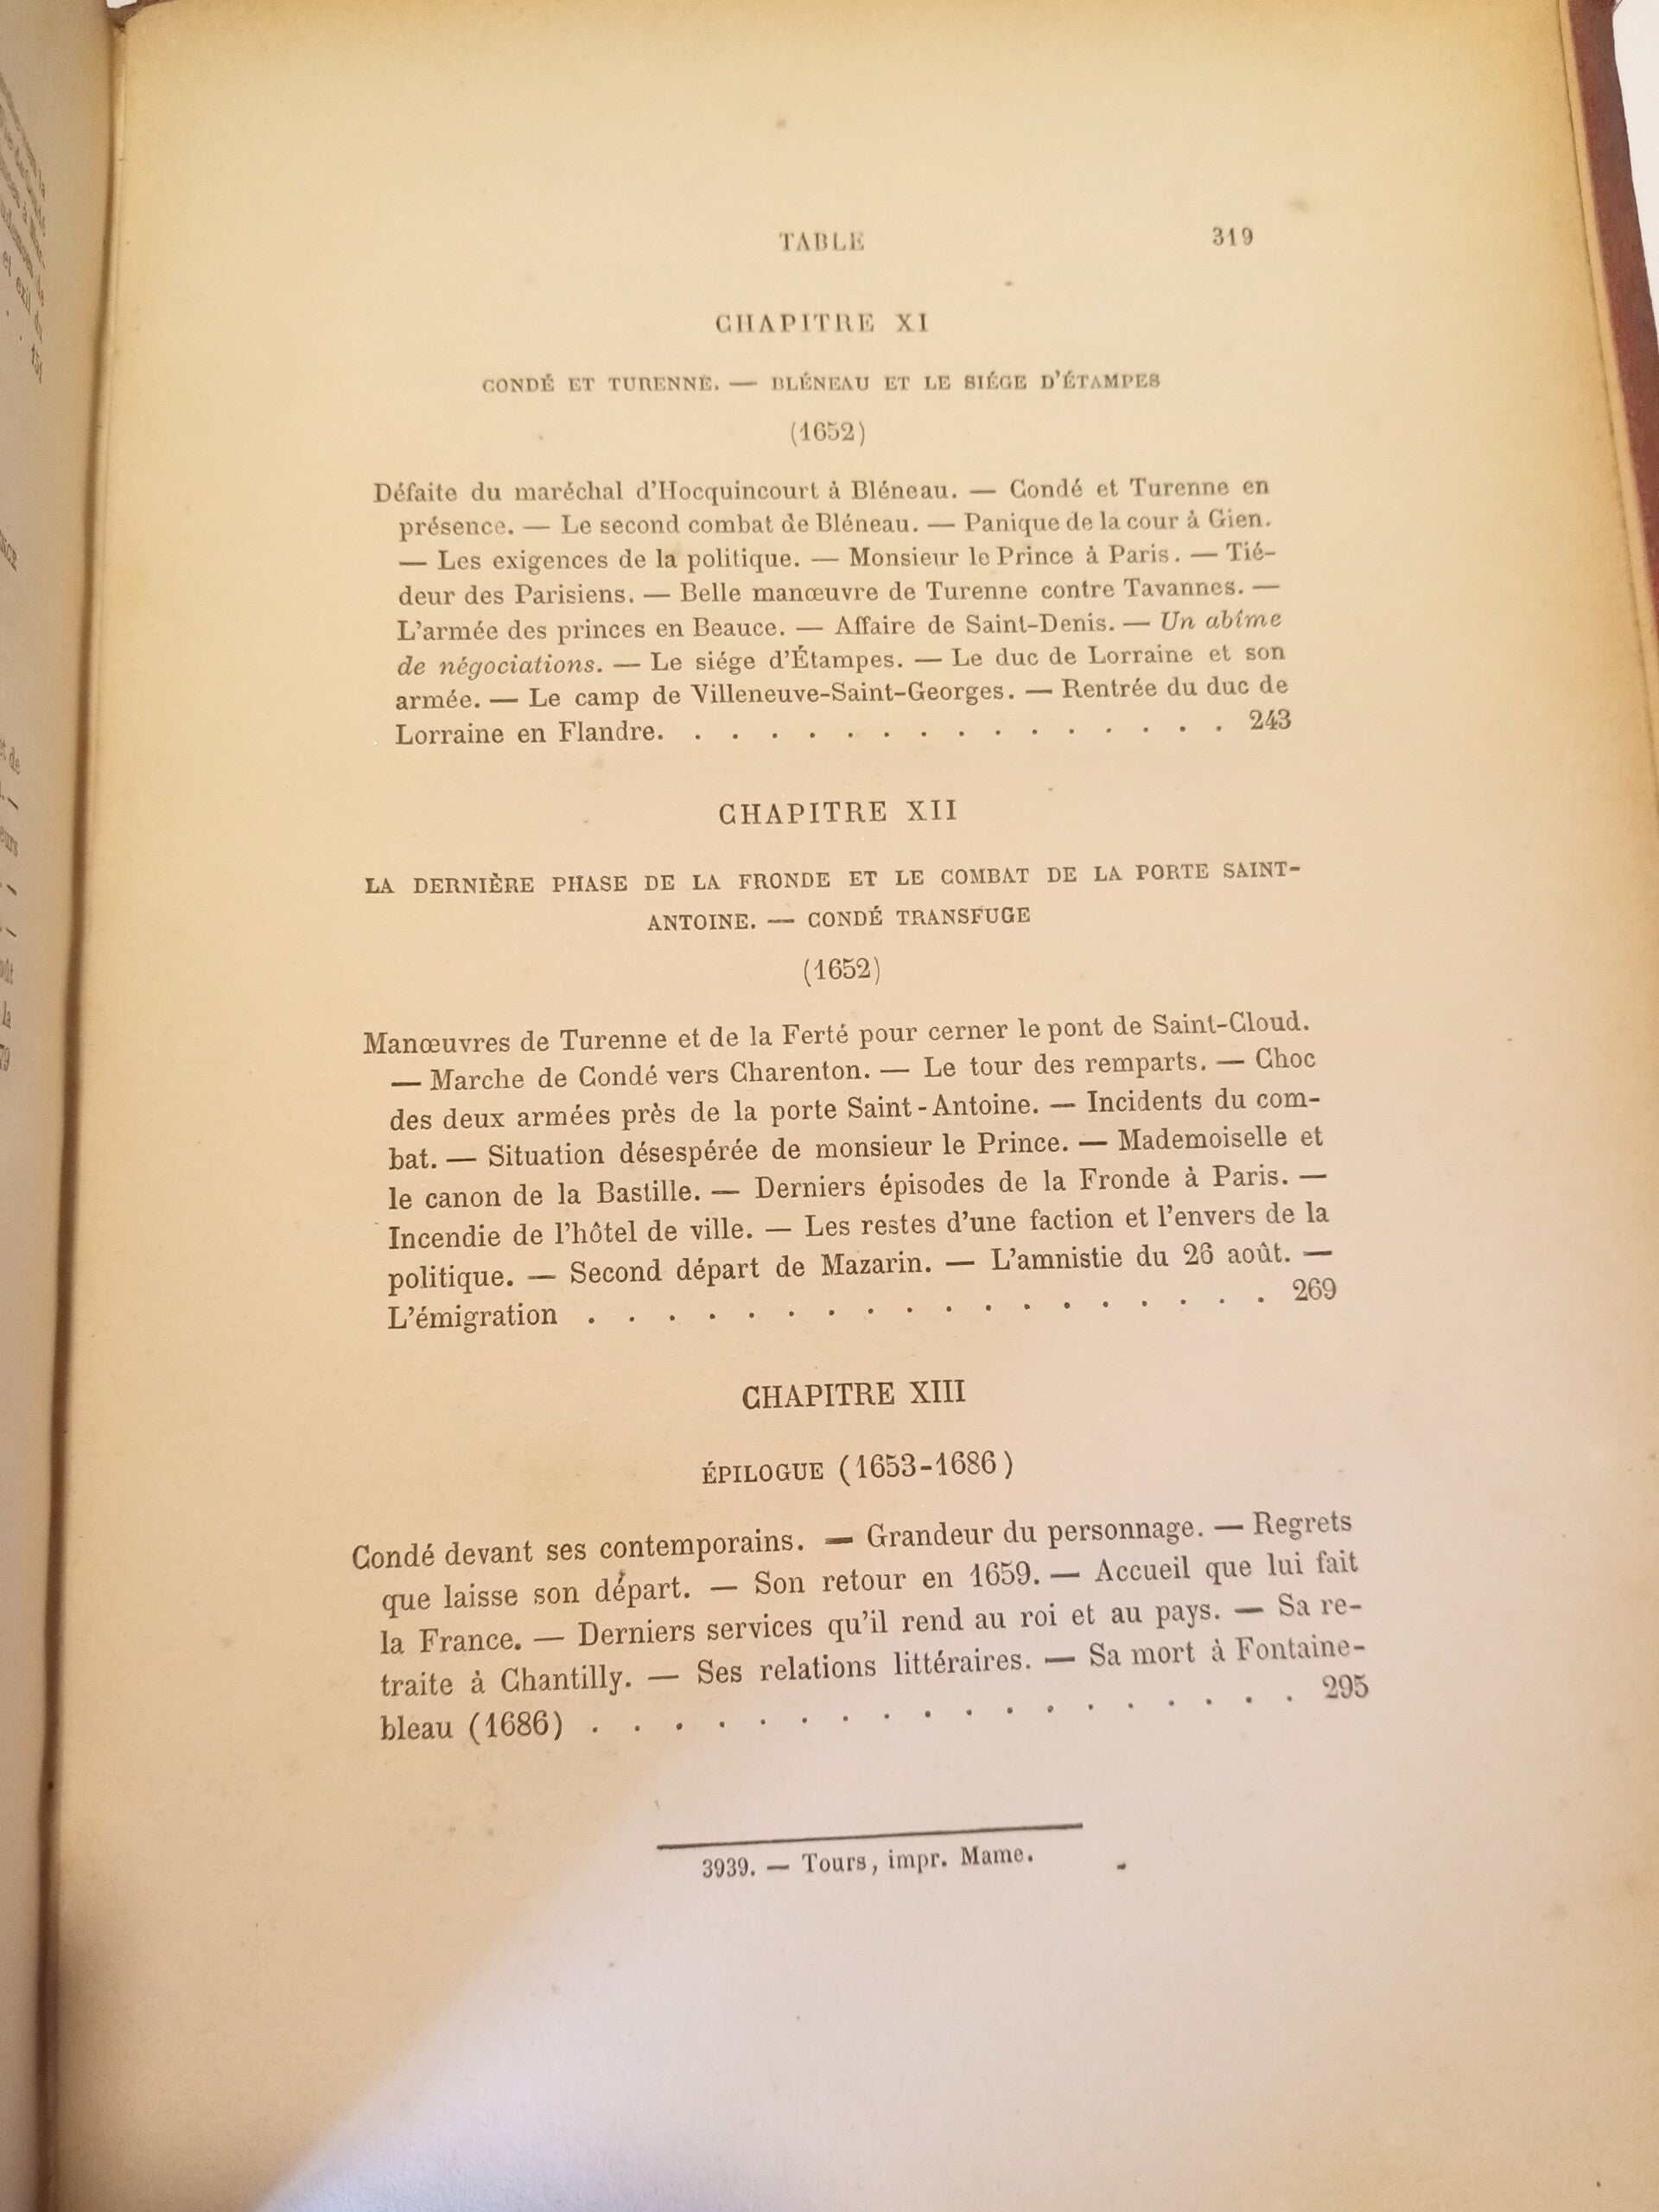 TABLE 319
CHAPITRE XI
CONDÉ ET TURENNE. — BLÉNEAU ET LE SIÉGE D'ÉTAMPES
(1652)
Défaite du maréchal d'Hocquincourt à Bléneau. — Condé et Turenne en
présence. — Le second combat de Bléneau. — Panique de la cour à Gien.
— Les exigences de la politique. — Monsieur le Prince à Paris. — Tié-
deur des Parisiens. — Belle manœuvre de Turenne contre Tavannes. —
L'armée des princes en Beauce. — Affaire de Saint-Denis. — Un abîme
de négociations. — Le siége d'Étampes. — Le duc de Lorraine et son
armée. — Le camp de Villeneuve-Saint-Georges. — Rentrée du duc de
Lorraine en Flandre. . . . . . . . . . . . . . . . 243
CHAPITRE XII
LA DERNIÈRE PHASE DE LA FRONDE ET LE COMBAT DE LA PORTE SAINT-
ANTOINE. — CONDÉ TRANSFUGE
(1652)
Manœuvres de Turenne et de la Ferté pour cerner le pont de Saint-Cloud.
— Marche de Condé vers Charenton. — Le tour des remparts. — Choc
des deux armées près de la porte Saint-Antoine. — Incidents du com-
bat. — Situation désespérée de monsieur le Prince. — Mademoiselle et
le canon de la Bastille. — Derniers épisodes de la Fronde à Paris. —
Incendie de l'hôtel de ville. — Les restes d'une faction et l'envers de la
politique. — Second départ de Mazarin. — L'amnistie du 26 août. —
L'émigration . . . . . . . . . . . . . . . . . . 269
CHAPITRE XIII
ÉPILOGUE (1653-1686)
Condé devant ses contemporains. — Grandeur du personnage. — Regrets
que laisse son départ. — Son retour en 1659. — Accueil que lui fait
la France. — Derniers services qu'il rend au roi et au pays. — Sa re-
traite à Chantilly. — Ses relations littéraires. — Sa mort à Fontaine-
bleau (1686) . . . . . . . . . . . . . . . . . . 295
3939. — Tours, impr. Mame.